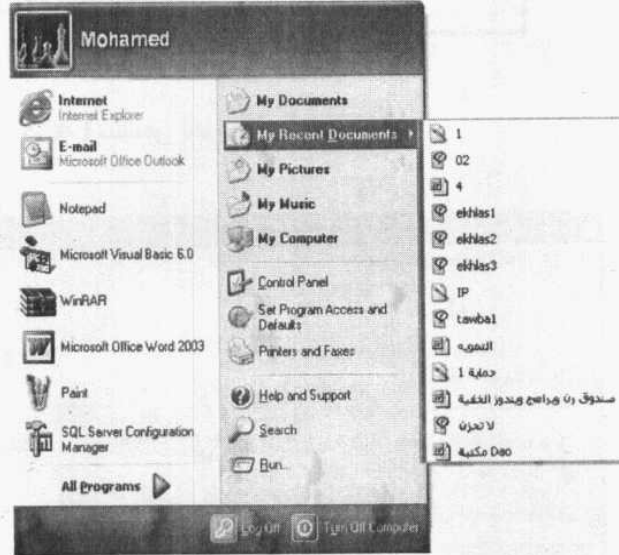 Mohamed
Internet
Internet Explorer
E-mail
Microsoft Office Outlook
Notepad
Microsoft Visual Basic 6.0
WinRAR
Microsoft Office Word 2003
Paint
SQL Server Configuration
Manager
All Programs
My Documents
My Recent Documents
My Pictures
My Music
My Computer
Control Panel
Set Program Access and
Defaults
Printers and Faxes
Help and Support
Search
Run...
1
02
4
ekhlas1
ekhlas2
ekhlas3
IP
tawba1
التمويه
حماية 1
صندوق رن وبرامج ويندوز الخفية
لا تحزن
مكتبة Dao
Log Off
Turn Off Computer